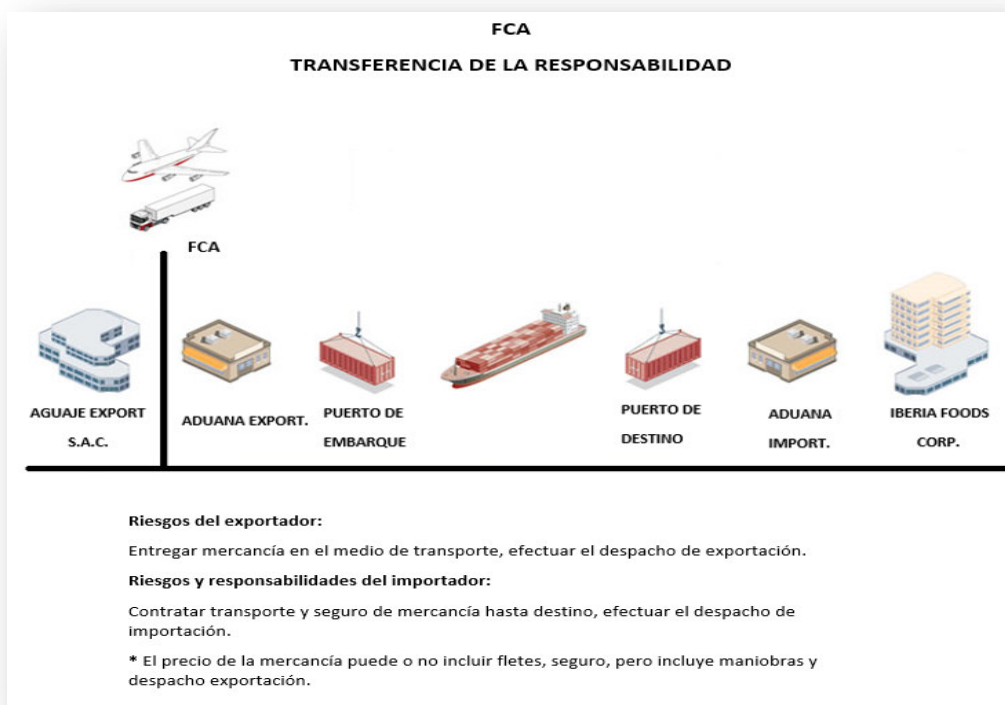 FCA
TRANSFERENCIA DE LA RESPONSABILIDAD
FCA
AGUAJE EXPORT
S.A.C.
ADUANA EXPORT.
PUERTO DE
EMBARQUE
PUERTO DE
DESTINO
ADUANA
IMPORT.
IBERIA FOODS
CORP.
Riesgos del exportador:
Entregar mercancía en el medio de transporte, efectuar el despacho de exportación.
Riesgos y responsabilidades del importador:
Contratar transporte y seguro de mercancía hasta destino, efectuar el despacho de
importación.
* El precio de la mercancía puede o no incluir fletes, seguro, pero incluye maniobras y
despacho exportación.